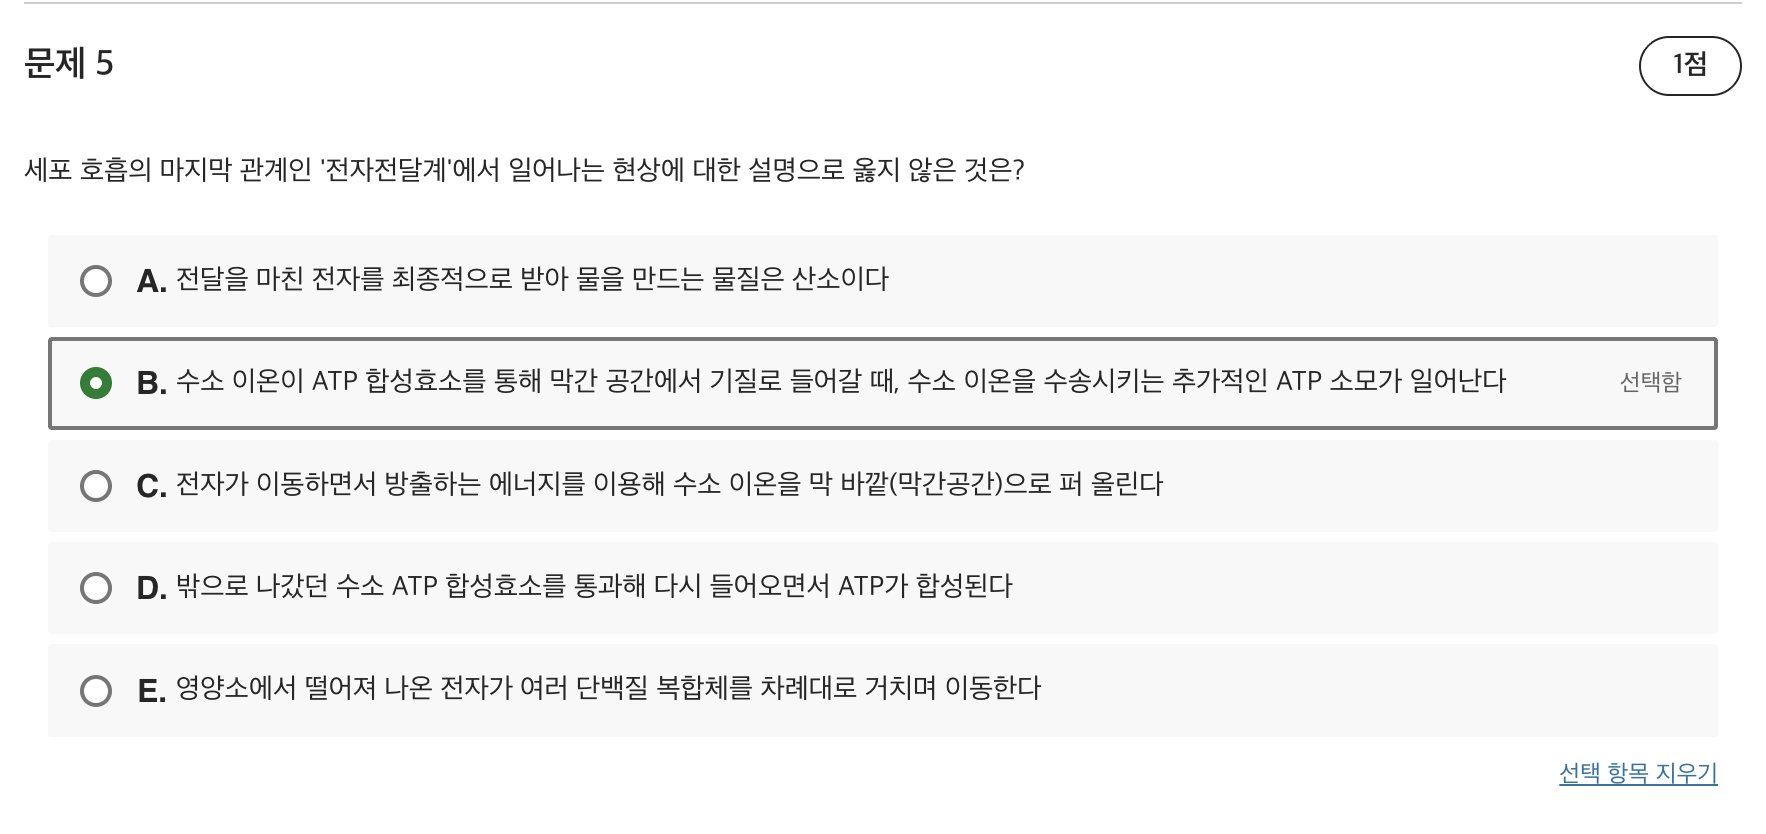 문제 5
1점
세포 호흡의 마지막 관계인 '전자전달계'에서 일어나는 현상에 대한 설명으로 옳지 않은 것은?
A. 전달을 마친 전자를 최종적으로 받아 물을 만드는 물질은 산소이다
B. 수소 이온이 ATP 합성효소를 통해 막간 공간에서 기질로 들어갈 때, 수소 이온을 수송시키는 추가적인 ATP 소모가 일어난다 선택함
C. 전자가 이동하면서 방출하는 에너지를 이용해 수소 이온을 막 바깥(막간공간)으로 퍼 올린다
D. 밖으로 나갔던 수소 ATP 합성효소를 통과해 다시 들어오면서 ATP가 합성된다
E. 영양소에서 떨어져 나온 전자가 여러 단백질 복합체를 차례대로 거치며 이동한다
선택 항목 지우기